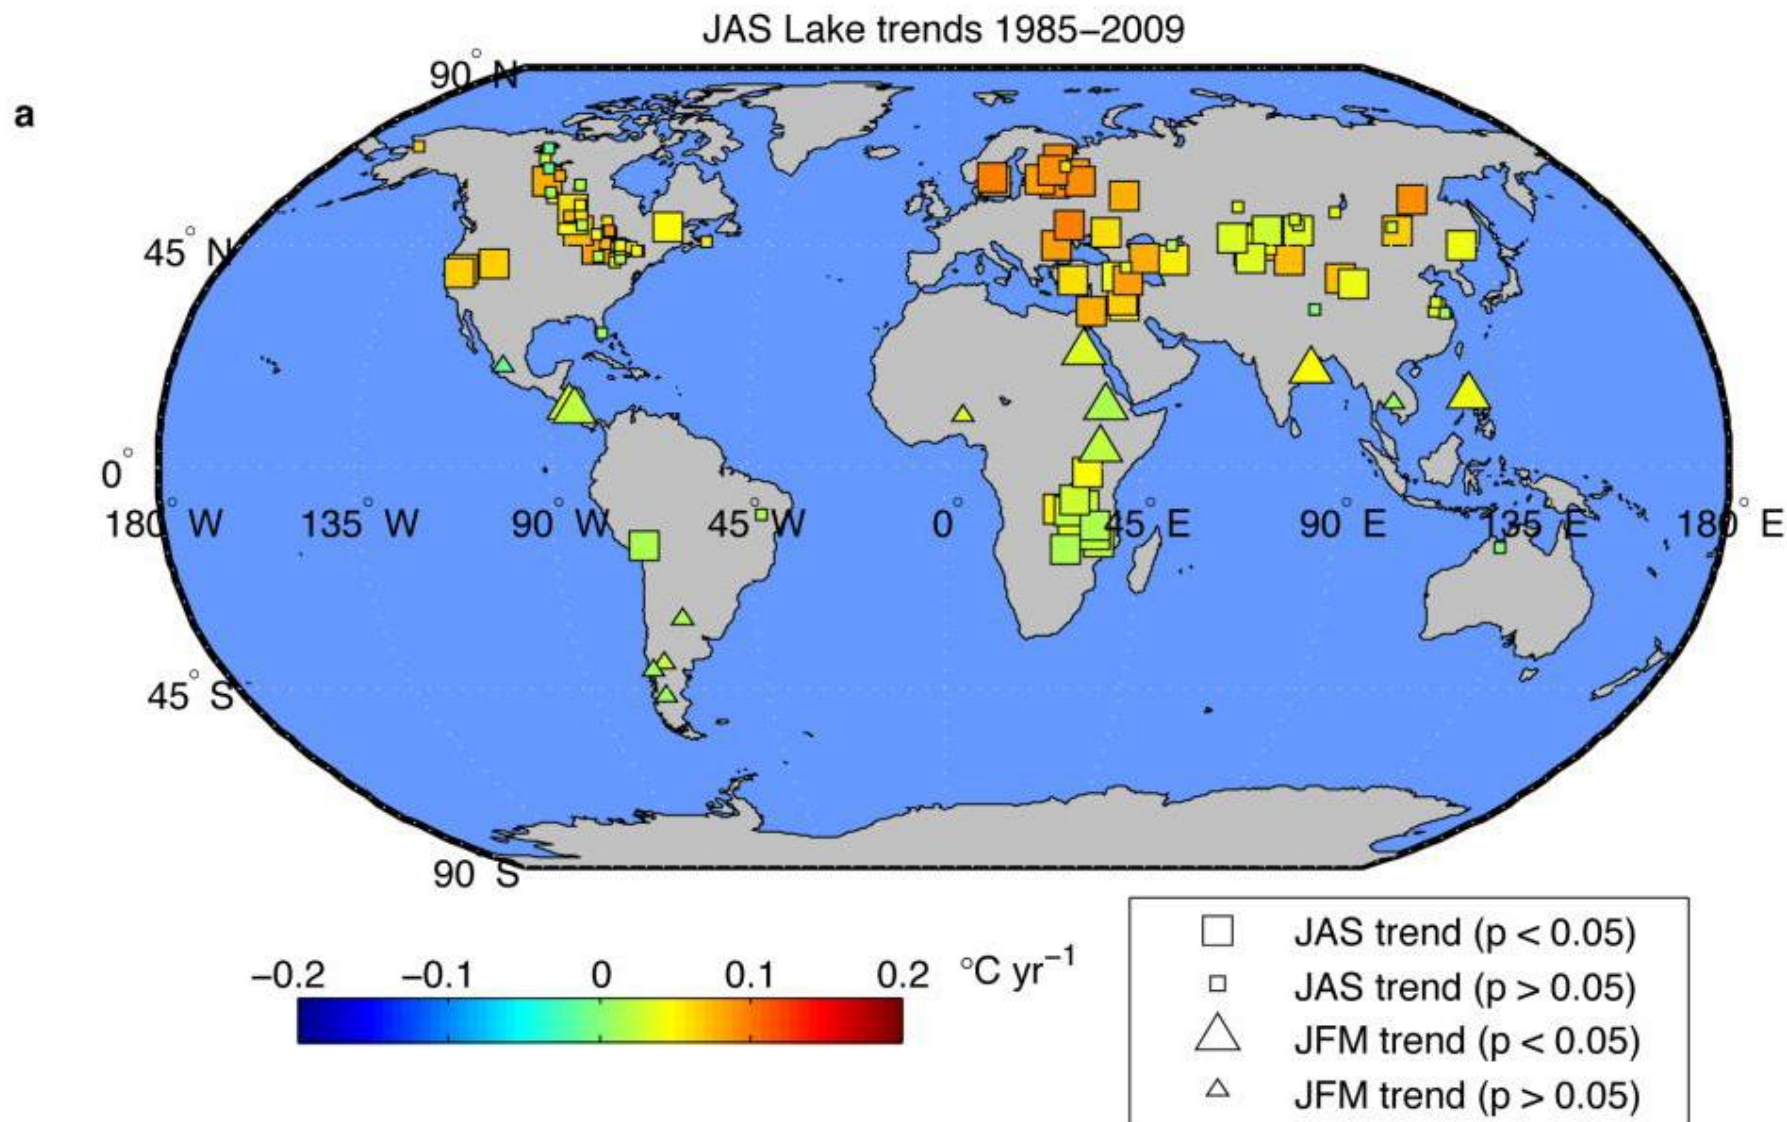 JAS Lake trends 1985−2009
a
90° N
45° N
0°
180° W 135° W 90° W 45° W 0° 45° E 90° E 135° E 180° E
45° S
90° S
−0.2 −0.1 0 0.1 0.2 °C yr−1
JAS trend (p < 0.05)
JAS trend (p > 0.05)
JFM trend (p < 0.05)
JFM trend (p > 0.05)